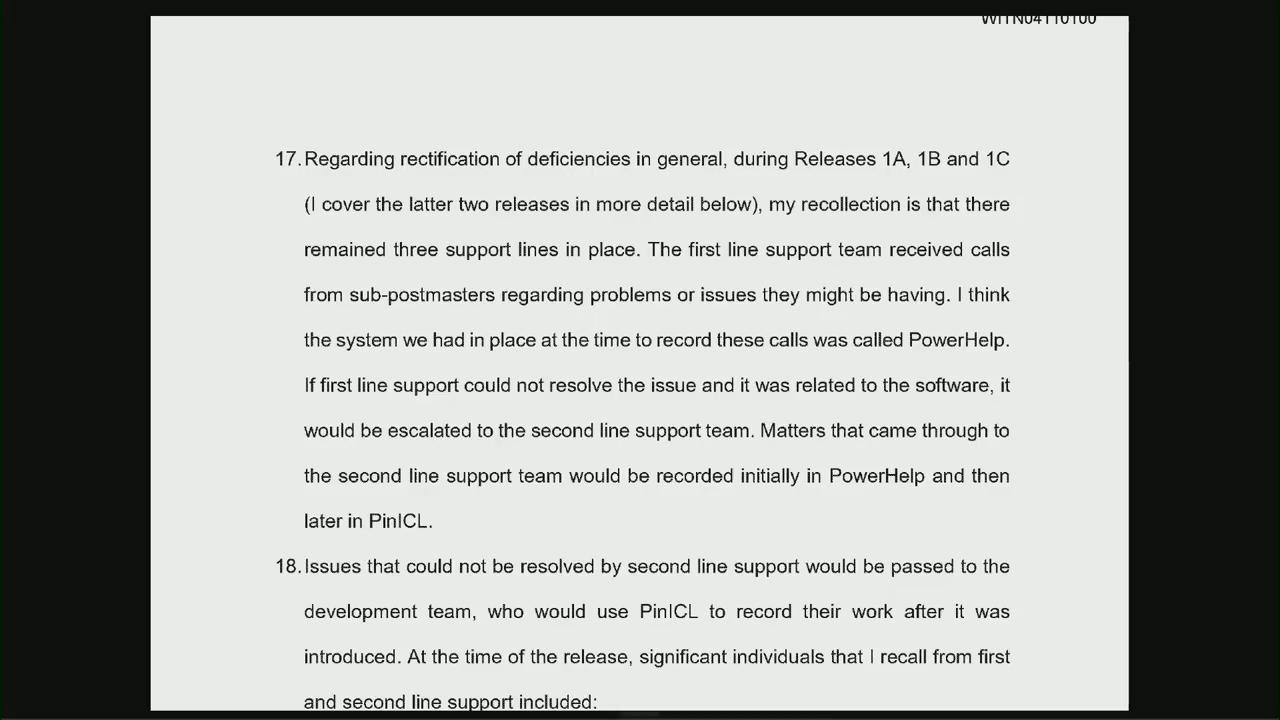 WITN04110100
17. Regarding rectification of deficiencies in general, during Releases 1A, 1B and 1C
(I cover the latter two releases in more detail below), my recollection is that there
remained three support lines in place. The first line support team received calls
from sub-postmasters regarding problems or issues they might be having. I think
the system we had in place at the time to record these calls was called PowerHelp.
If first line support could not resolve the issue and it was related to the software, it
would be escalated to the second line support team. Matters that came through to
the second line support team would be recorded initially in PowerHelp and then
later in PinICL.
18. Issues that could not be resolved by second line support would be passed to the
development team, who would use PinICL to record their work after it was
introduced. At the time of the release, significant individuals that I recall from first
and second line support included: